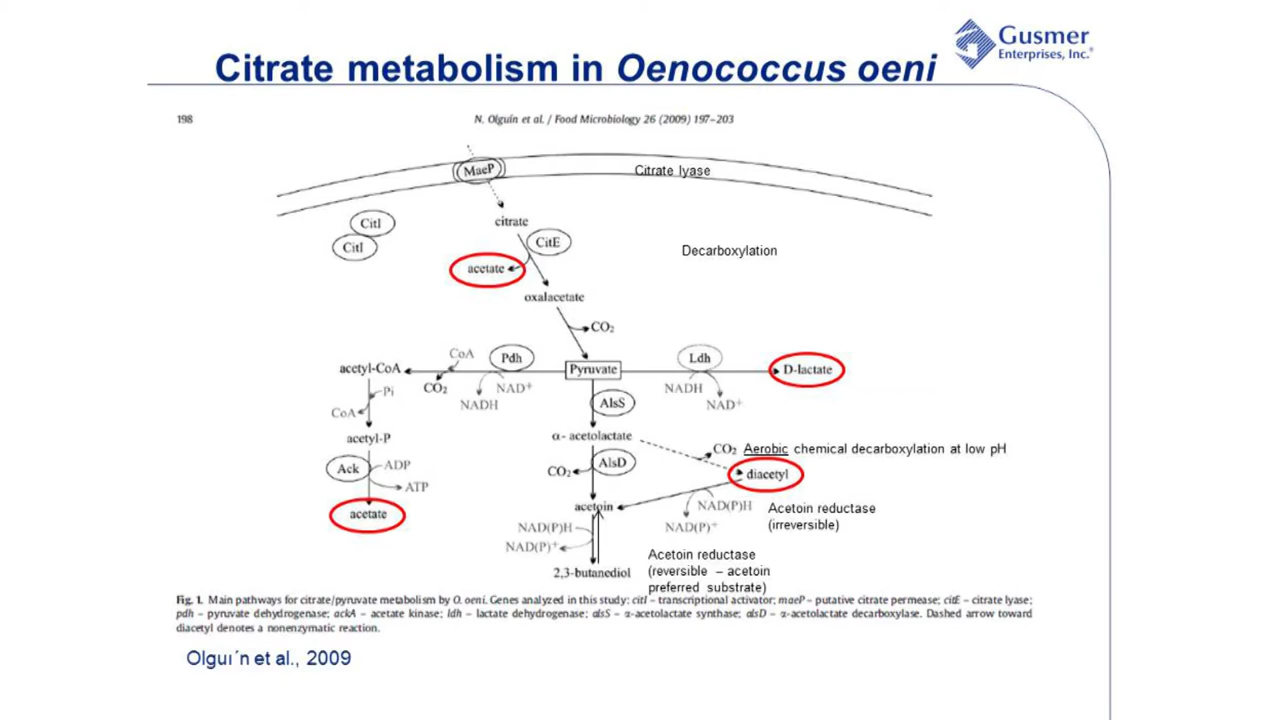 Gusmer
Enterprises, Inc.®
Citrate metabolism in Oenococcus oeni
198
N. Olguín et al. / Food Microbiology 26 (2009) 197–203
MaeP
Citrate lyase
citrate
CitI
CitI
CitE
Decarboxylation
acetate
oxalacetate
CO₂
acetyl-CoA
CoA
Pdh
Pyruvate
Ldh
D-lactate
CO₂
NAD⁺
NADH
NADH
NAD⁺
Pi
CoA
AlsS
acetyl-P
α- acetolactate
CO₂ Aerobic chemical decarboxylation at low pH
Ack
ADP
ATP
CO₂
AlsD
diacetyl
acetate
acetoin
NAD(P)H
NAD(P)⁺
Acetoin reductase
(irreversible)
NAD(P)H
NAD(P)⁺
Acetoin reductase
(reversible – acetoin
preferred substrate)
2,3-butanediol
Fig. 1. Main pathways for citrate/pyruvate metabolism by O. oeni. Genes analyzed in this study: citI – transcriptional activator; maeP – putative citrate permease; citE – citrate lyase;
pdh – pyruvate dehydrogenase; ackA – acetate kinase; ldh – lactate dehydrogenase; alsS – α-acetolactate synthase; alsD – α-acetolactate decarboxylase. Dashed arrow toward
diacetyl denotes a nonenzymatic reaction.
Olguı´n et al., 2009